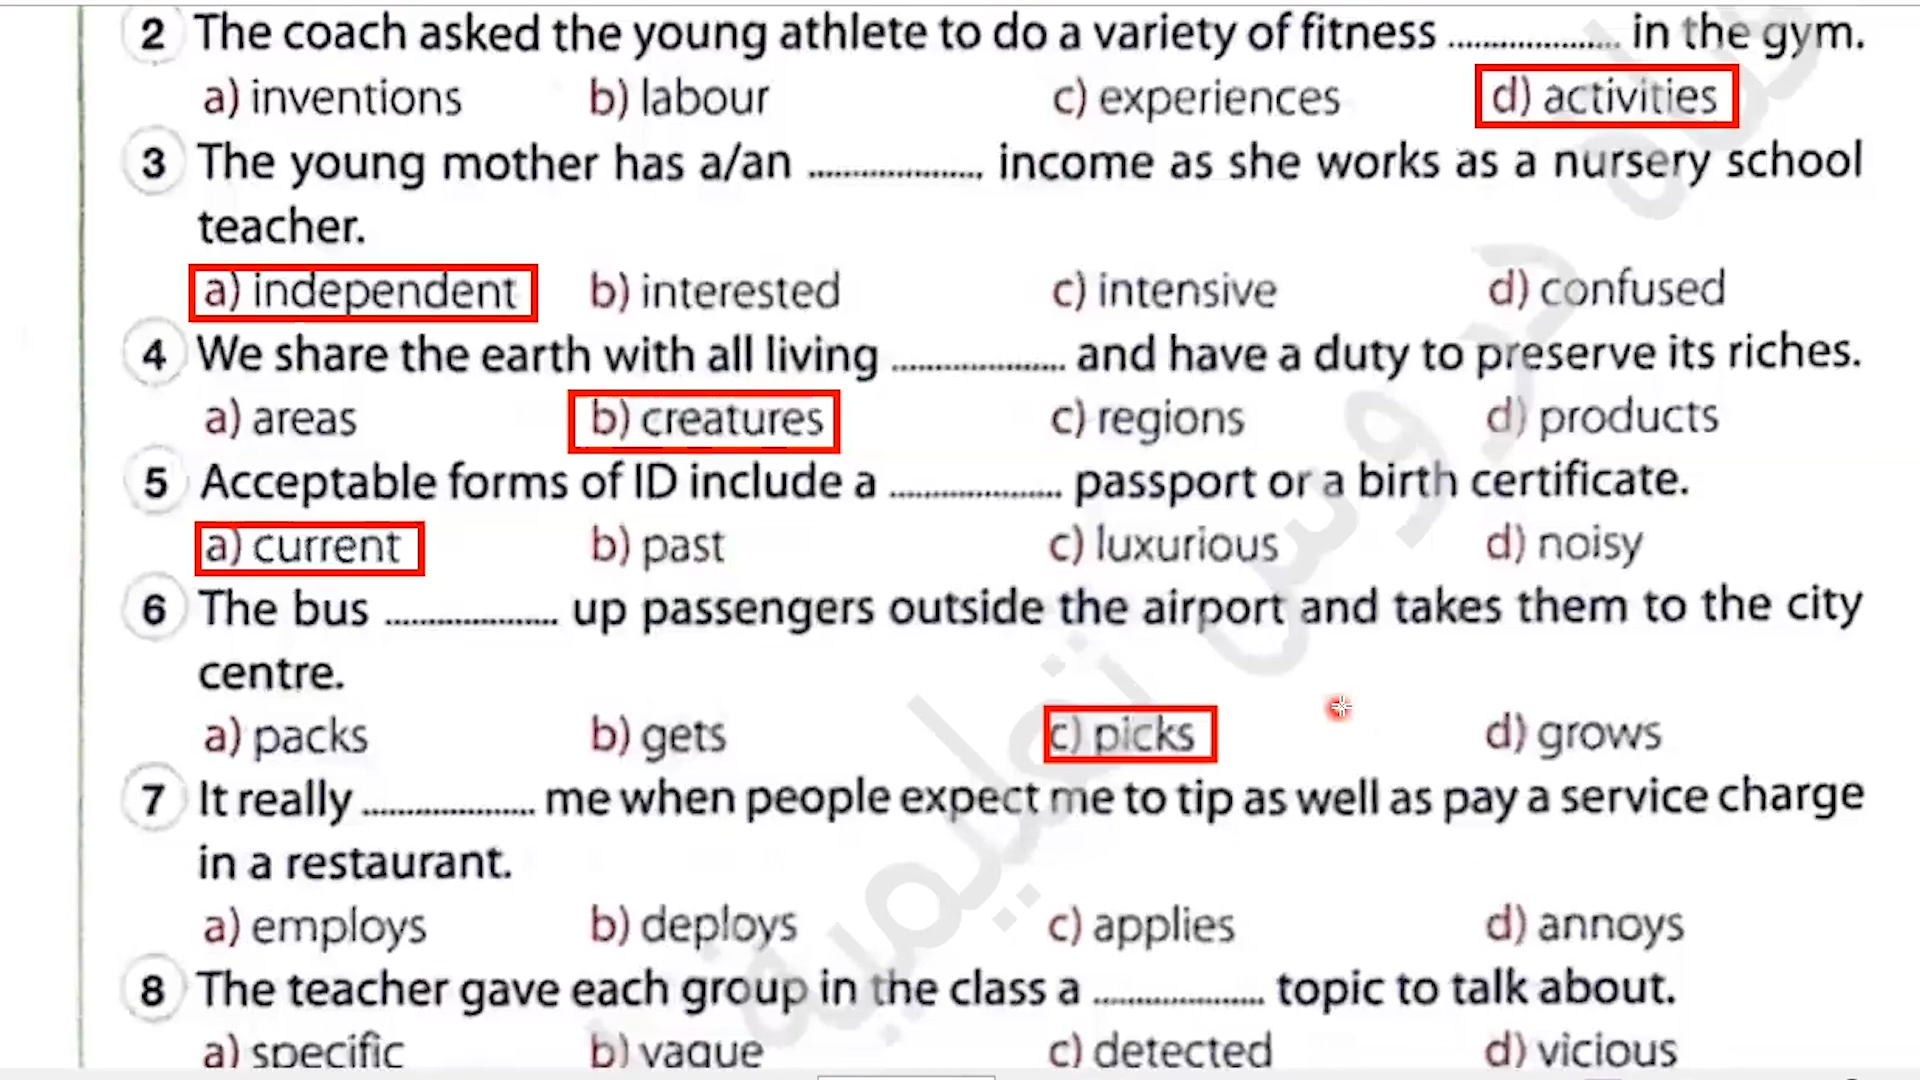 2 The coach asked the young athlete to do a variety of fitness .................... in the gym.
a) inventions b) labour c) experiences d) activities
3 The young mother has a/an .................... income as she works as a nursery school
teacher.
a) independent b) interested c) intensive d) confused
4 We share the earth with all living .................... and have a duty to preserve its riches.
a) areas b) creatures c) regions d) products
5 Acceptable forms of ID include a .................... passport or a birth certificate.
a) current b) past c) luxurious d) noisy
6 The bus .................... up passengers outside the airport and takes them to the city
centre.
a) packs b) gets c) picks d) grows
7 It really .................... me when people expect me to tip as well as pay a service charge
in a restaurant.
a) employs b) deploys c) applies d) annoys
8 The teacher gave each group in the class a .................... topic to talk about.
a) specific b) vague c) detected d) vicious
دروس تعليمية